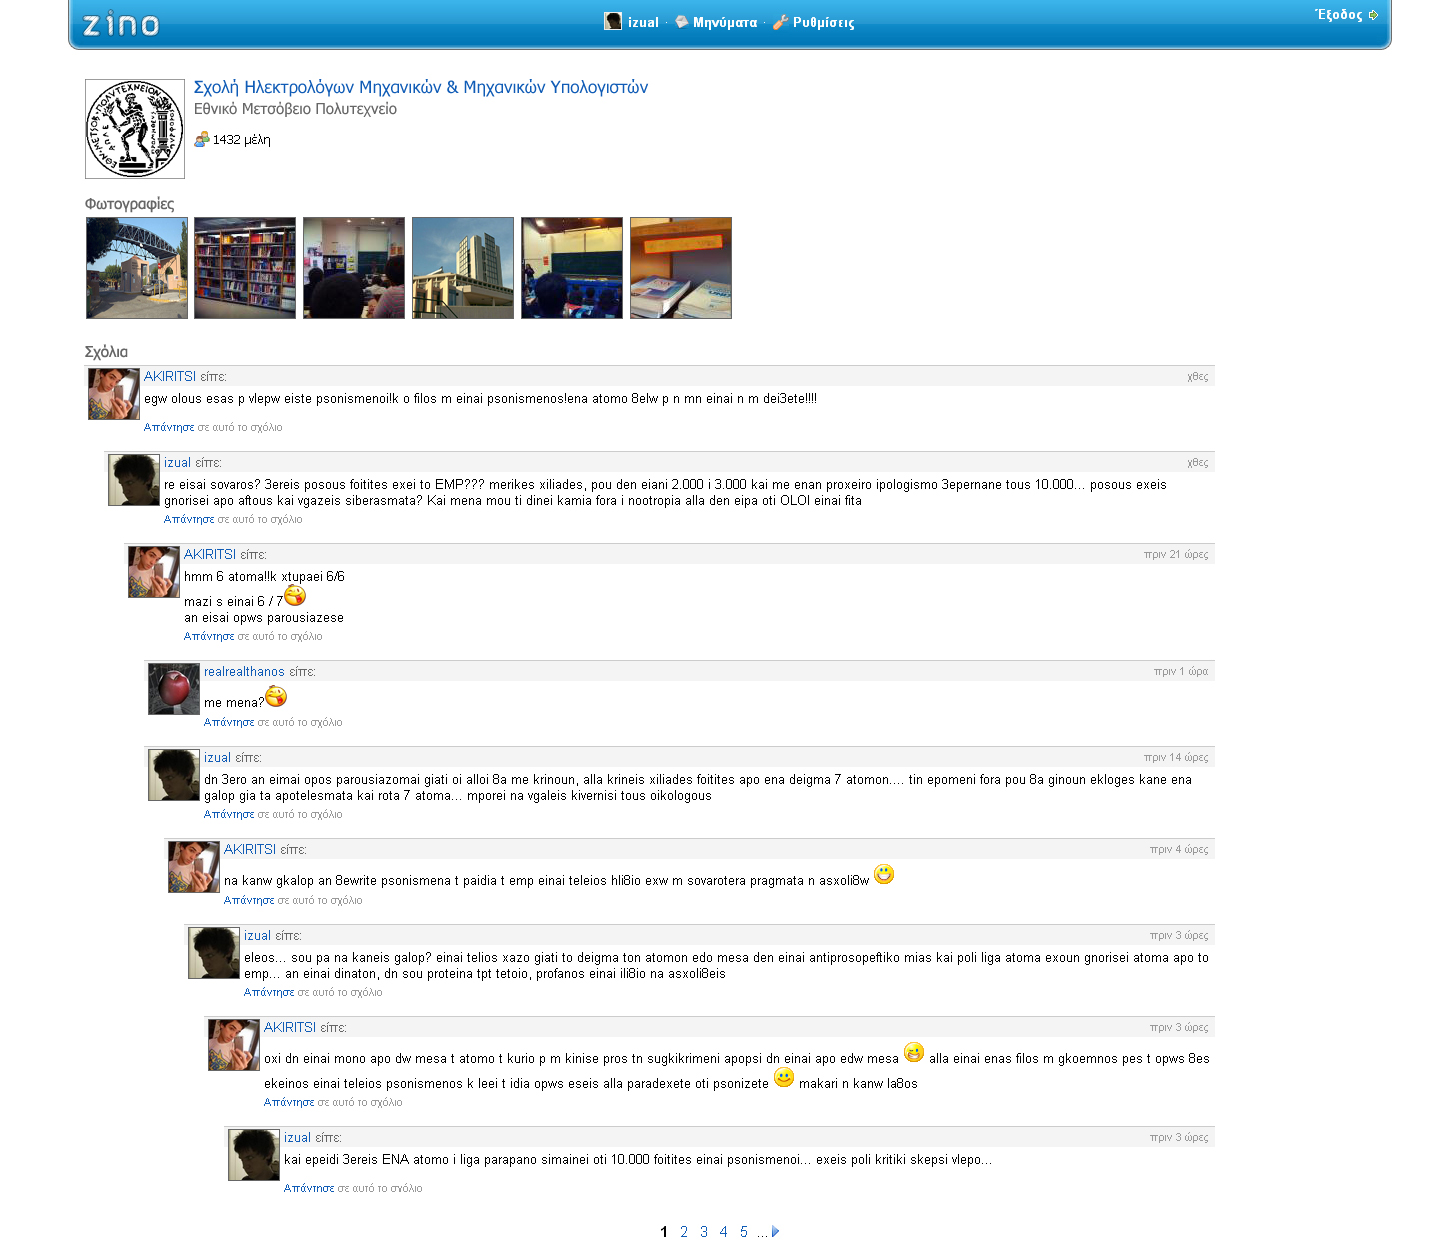 zino
izual · Μηνύματα · Ρυθμίσεις
Έξοδος
Σχολή Ηλεκτρολόγων Μηχανικών & Μηχανικών Υπολογιστών
Εθνικό Μετσόβειο Πολυτεχνείο
1432 μέλη
Φωτογραφίες
Σχόλια
AKIRITSI είπε: χθες
egw olous esas p vlepw eiste psonismenoi!k o filos m einai psonismenos!ena atomo 8elw p n mn einai n m dei3ete!!!!
Απάντησε σε αυτό το σχόλιο
izual είπε: χθες
re eisai sovaros? 3ereis posous foitites exei to EMP??? merikes xiliades, pou den eiani 2.000 i 3.000 kai me enan proxeiro ipologismo 3epernane tous 10.000... posous exeis
gnorisei apo aftous kai vgazeis siberasmata? Kai mena mou ti dinei kamia fora i nootropia alla den eipa oti OLOI einai fita
Απάντησε σε αυτό το σχόλιο
AKIRITSI είπε: πριν 21 ώρες
hmm 6 atoma!!k xtupaei 6/6
mazi s einai 6 / 7
an eisai opws parousiazese
Απάντησε σε αυτό το σχόλιο
realrealthanos είπε: πριν 1 ώρα
me mena?
Απάντησε σε αυτό το σχόλιο
izual είπε: πριν 14 ώρες
dn 3ero an eimai opos parousiazomai giati oi alloi 8a me krinoun, alla krineis xiliades foitites apo ena deigma 7 atomon.... tin epomeni fora pou 8a ginoun ekloges kane ena
galop gia ta apotelesmata kai rota 7 atoma... mporei na vgaleis kivernisi tous oikologous
Απάντησε σε αυτό το σχόλιο
AKIRITSI είπε: πριν 4 ώρες
na kanw gkalop an 8ewrite psonismena t paidia t emp einai teleios hli8io exw m sovarotera pragmata n asxoli8w
Απάντησε σε αυτό το σχόλιο
izual είπε: πριν 3 ώρες
eleos... sou pa na kaneis galop? einai telios xazo giati to deigma ton atomon edo mesa den einai antiprosopeftiko mias kai poli liga atoma exoun gnorisei atoma apo to
emp... an einai dinaton, dn sou proteina tpt tetoio, profanos einai ili8io na asxoli8eis
Απάντησε σε αυτό το σχόλιο
AKIRITSI είπε: πριν 3 ώρες
oxi dn einai mono apo dw mesa t atomo t kurio p m kinise pros tn sugkikrimeni apopsi dn einai apo edw mesa alla einai enas filos m gkoemnos pes t opws 8es
ekeinos einai teleios psonismenos k leei t idia opws eseis alla paradexete oti psonizete makari n kanw la8os
Απάντησε σε αυτό το σχόλιο
izual είπε: πριν 3 ώρες
kai epeidi 3ereis ENA atomo i liga parapano simainei oti 10.000 foitites einai psonismenoi... exeis poli kritiki skepsi vlepo...
Απάντησε σε αυτό το σχόλιο
1 2 3 4 5 ...